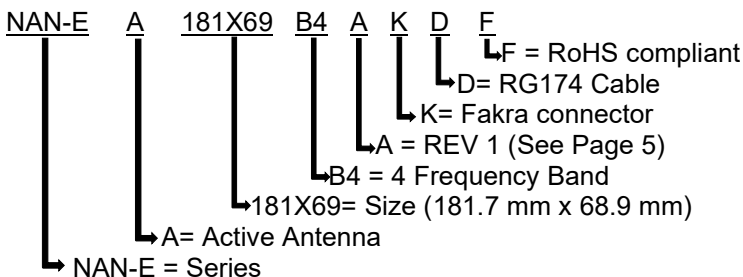 NAN-E A 181X69 B4 A K D F
F = RoHS compliant
D= RG174 Cable
K= Fakra connector
A = REV 1 (See Page 5)
B4 = 4 Frequency Band
181X69= Size (181.7 mm x 68.9 mm)
A= Active Antenna
NAN-E = Series